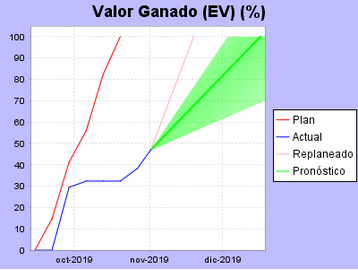 Valor Ganado (EV) (%)
100
90
80
70
60
50
40
30
20
10
0
oct-2019
nov-2019
dic-2019
Plan
Actual
Replaneado
Pronóstico